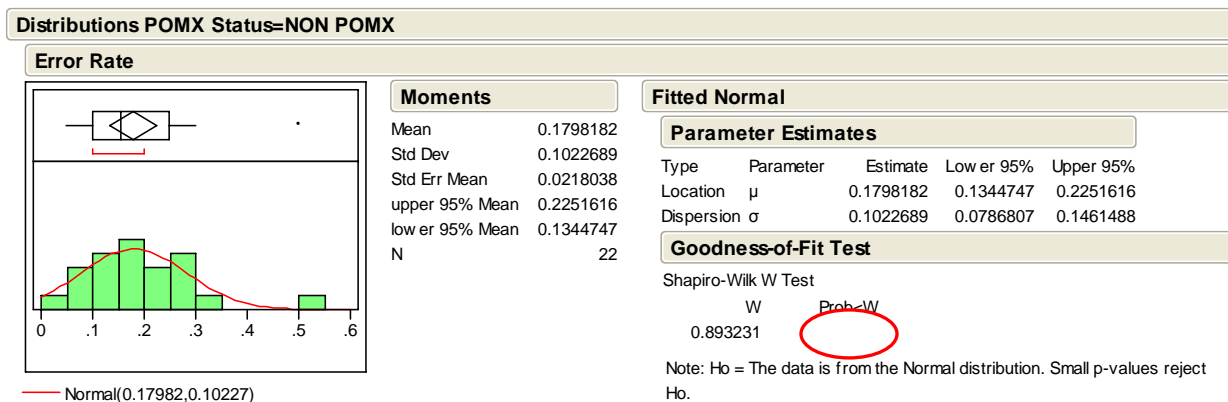 Distributions POMX Status=NON POMX
Error Rate
0 .1 .2 .3 .4 .5 .6
Normal(0.17982,0.10227)
Moments
Mean 0.1798182
Std Dev 0.1022689
Std Err Mean 0.0218038
upper 95% Mean 0.2251616
low er 95% Mean 0.1344747
N 22
Fitted Normal
Parameter Estimates
Type Parameter Estimate Low er 95% Upper 95%
Location μ 0.1798182 0.1344747 0.2251616
Dispersion σ 0.1022689 0.0786807 0.1461488
Goodness-of-Fit Test
Shapiro-Wilk W Test
W Prob<W
0.893231
Note: Ho = The data is from the Normal distribution. Small p-values reject
Ho.